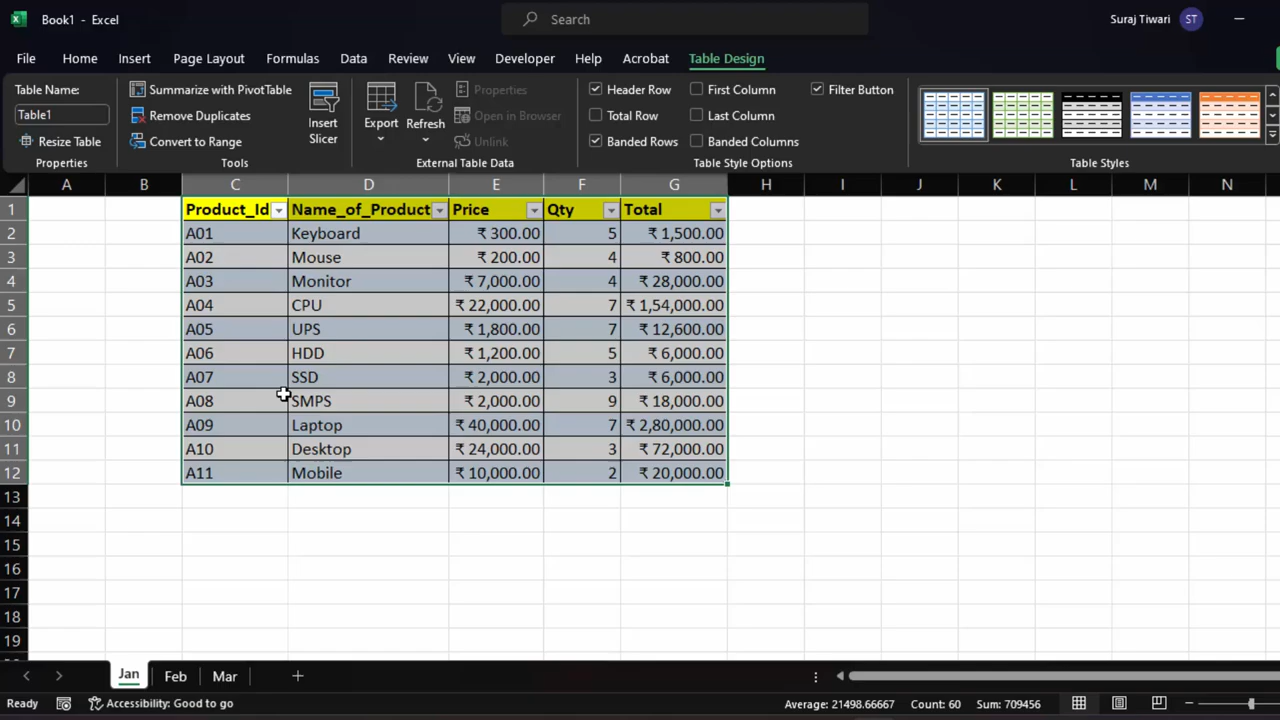 Book1 - Excel
Search
Suraj Tiwari ST
File Home Insert Page Layout Formulas Data Review View Developer Help Acrobat Table Design
Table Name:
Table1
Resize Table
Properties
Summarize with PivotTable
Remove Duplicates
Convert to Range
Insert
Slicer
Tools
Export
Refresh
Properties
Open in Browser
Unlink
External Table Data
Header Row First Column Filter Button
Total Row Last Column
Banded Rows Banded Columns
Table Style Options
Table Styles
A B C D E F G H I J K L M N
1 Product_Id Name_of_Product Price Qty Total
2 A01 Keyboard ₹ 300.00 5 ₹ 1,500.00
3 A02 Mouse ₹ 200.00 4 ₹ 800.00
4 A03 Monitor ₹ 7,000.00 4 ₹ 28,000.00
5 A04 CPU ₹ 22,000.00 7 ₹ 1,54,000.00
6 A05 UPS ₹ 1,800.00 7 ₹ 12,600.00
7 A06 HDD ₹ 1,200.00 5 ₹ 6,000.00
8 A07 SSD ₹ 2,000.00 3 ₹ 6,000.00
9 A08 SMPS ₹ 2,000.00 9 ₹ 18,000.00
10 A09 Laptop ₹ 40,000.00 7 ₹ 2,80,000.00
11 A10 Desktop ₹ 24,000.00 3 ₹ 72,000.00
12 A11 Mobile ₹ 10,000.00 2 ₹ 20,000.00
13
14
15
16
17
18
19
Jan Feb Mar
Ready Accessibility: Good to go Average: 21498.66667 Count: 60 Sum: 709456